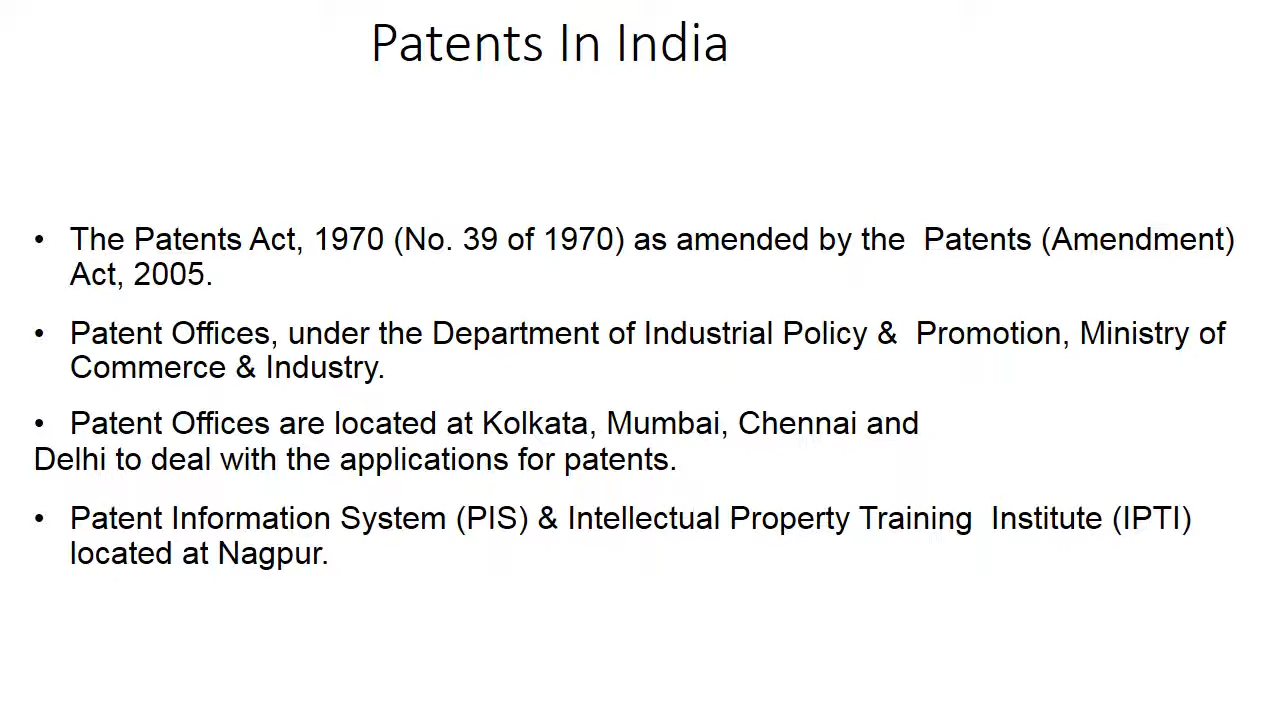 Patents In India
• The Patents Act, 1970 (No. 39 of 1970) as amended by the  Patents (Amendment)
Act, 2005.
• Patent Offices, under the Department of Industrial Policy &  Promotion, Ministry of
Commerce & Industry.
• Patent Offices are located at Kolkata, Mumbai, Chennai and
Delhi to deal with the applications for patents.
• Patent Information System (PIS) & Intellectual Property Training  Institute (IPTI)
located at Nagpur.